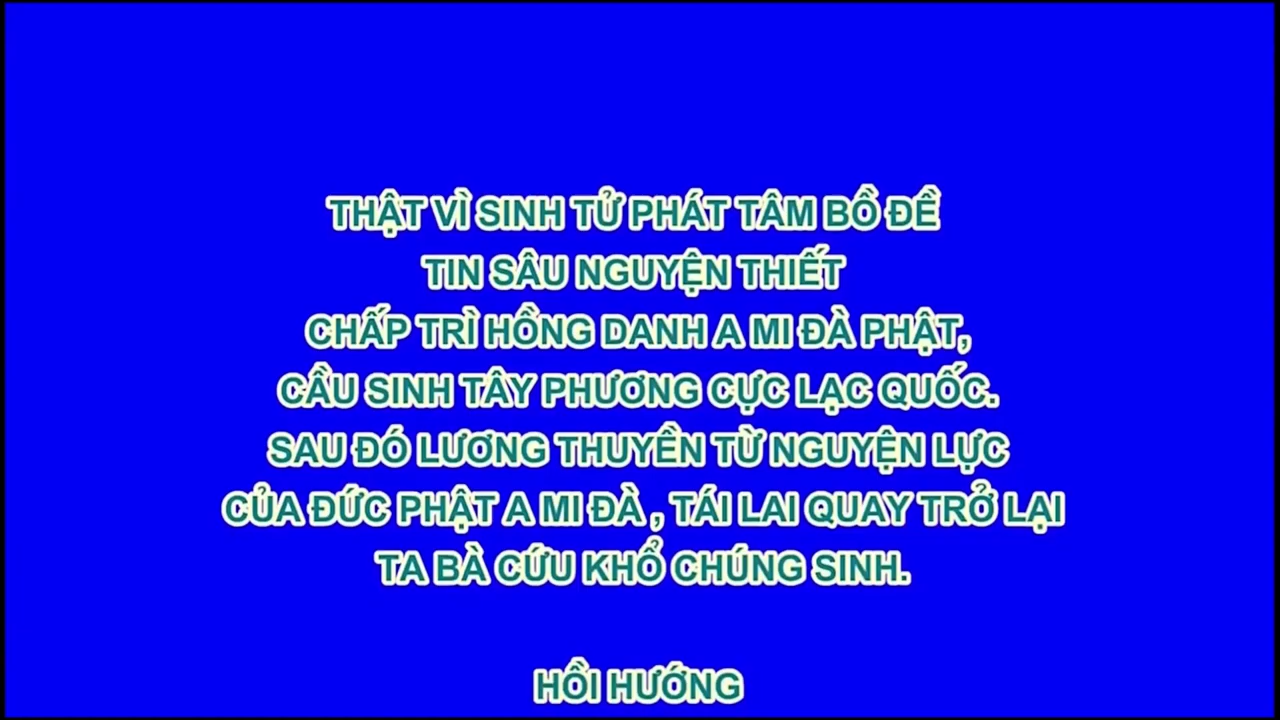 THẬT VÌ SINH TỬ PHÁT TÂM BỒ ĐỀ
TIN SÂU NGUYỆN THIẾT
CHẤP TRÌ HỒNG DANH A MI ĐÀ PHẬT,
CẦU SINH TÂY PHƯƠNG CỰC LẠC QUỐC.
SAU ĐÓ LƯƠNG THUYỀN TỪ NGUYỆN LỰC
CỦA ĐỨC PHẬT A MI ĐÀ , TÁI LAI QUAY TRỞ LẠI
TA BÀ CỨU KHỔ CHÚNG SINH.
HỒI HƯỚNG